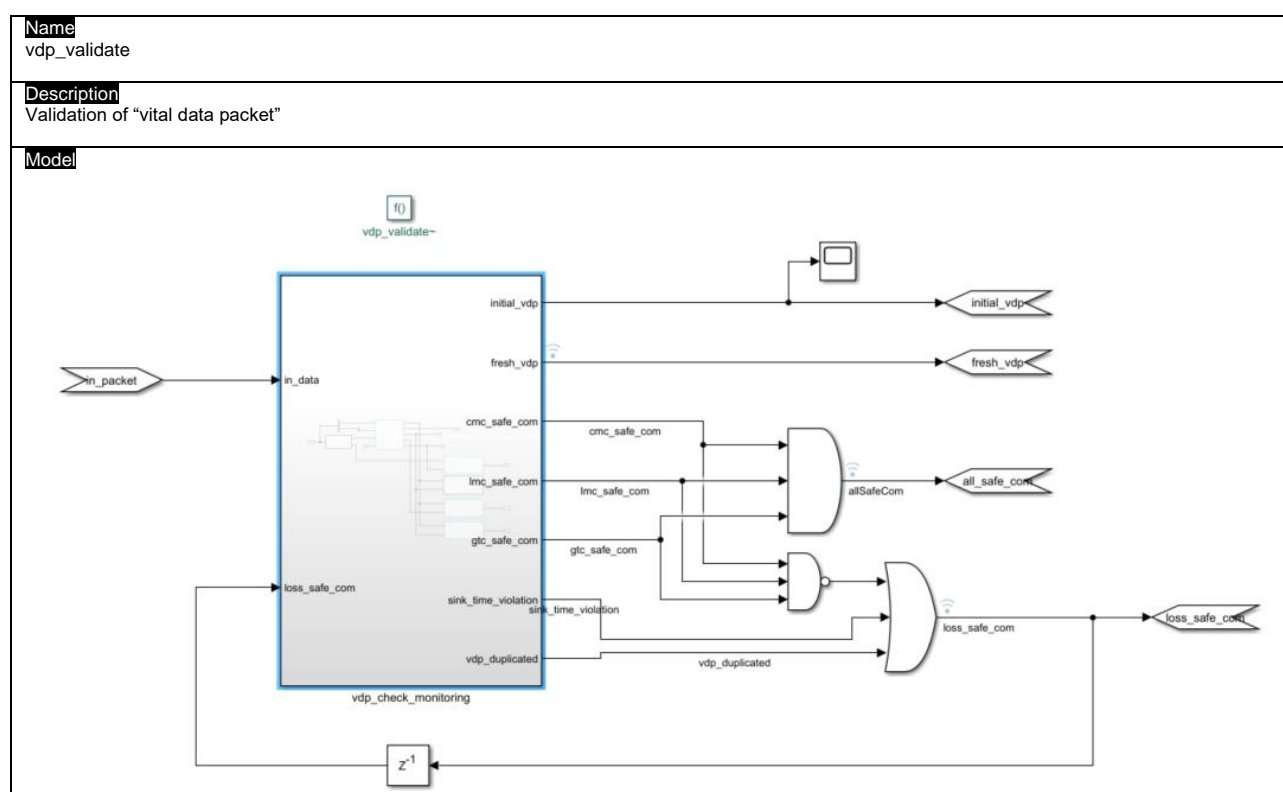 Name
vdp_validate
Description
Validation of “vital data packet”
Model
f()
vdp_validate~
initial_vdp
initial_vdp
fresh_vdp
fresh_vdp
in_packet
in_data
cmc_safe_com
cmc_safe_com
lmc_safe_com
lmc_safe_com
allSafeCom
all_safe_com
gtc_safe_com
gtc_safe_com
loss_safe_com
sink_time_violation
sink_time_violation
loss_safe_com
loss_safe_com
vdp_duplicated
vdp_duplicated
vdp_check_monitoring
z-1